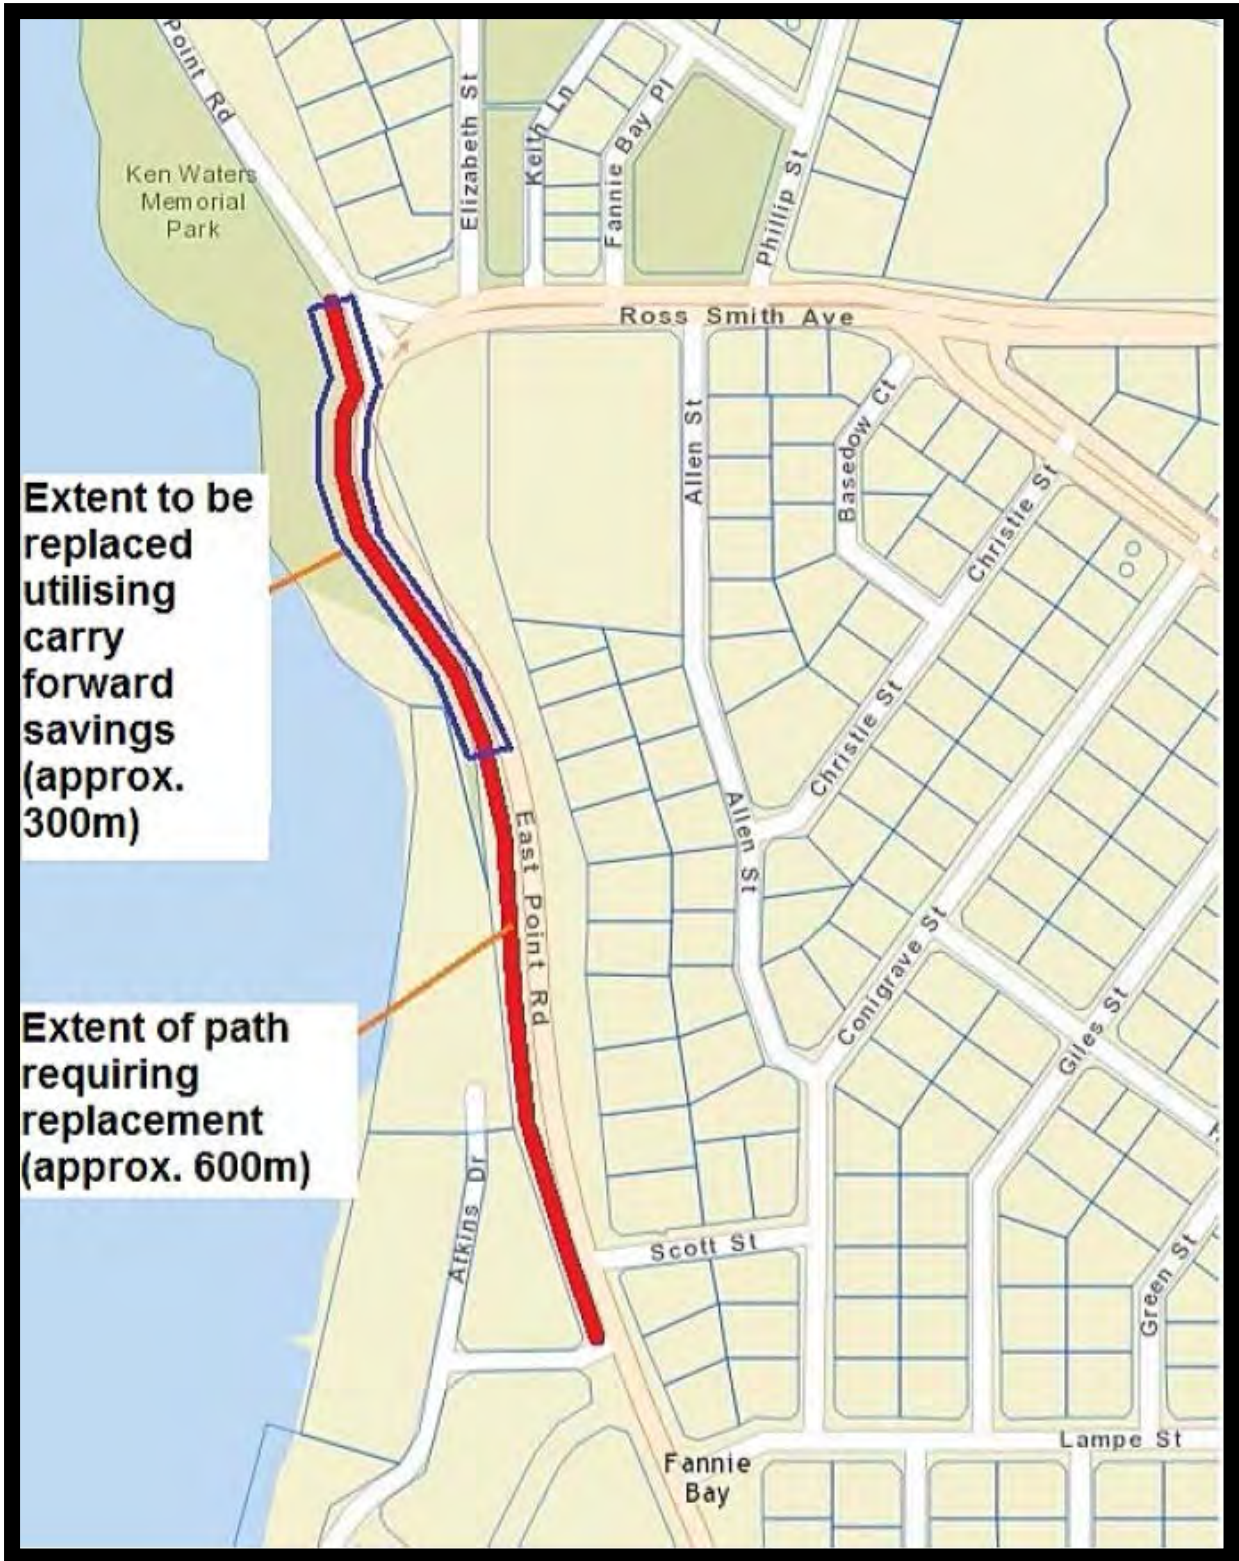 Point Rd
Elizabeth St
Keith Ln
Fannie Bay Pl
Phillip St
Ken Waters
Memorial
Park
Ross Smith Ave
Allen St
Basedow Ct
Christie St
Extent to be
replaced
utilising
carry
forward
savings
(approx.
300m)
Christie St
Allen St
East Point Rd
Conigrave St
Giles St
Extent of path
requiring
replacement
(approx. 600m)
Atkins Dr
Scott St
Green St
Lampe St
Fannie
Bay